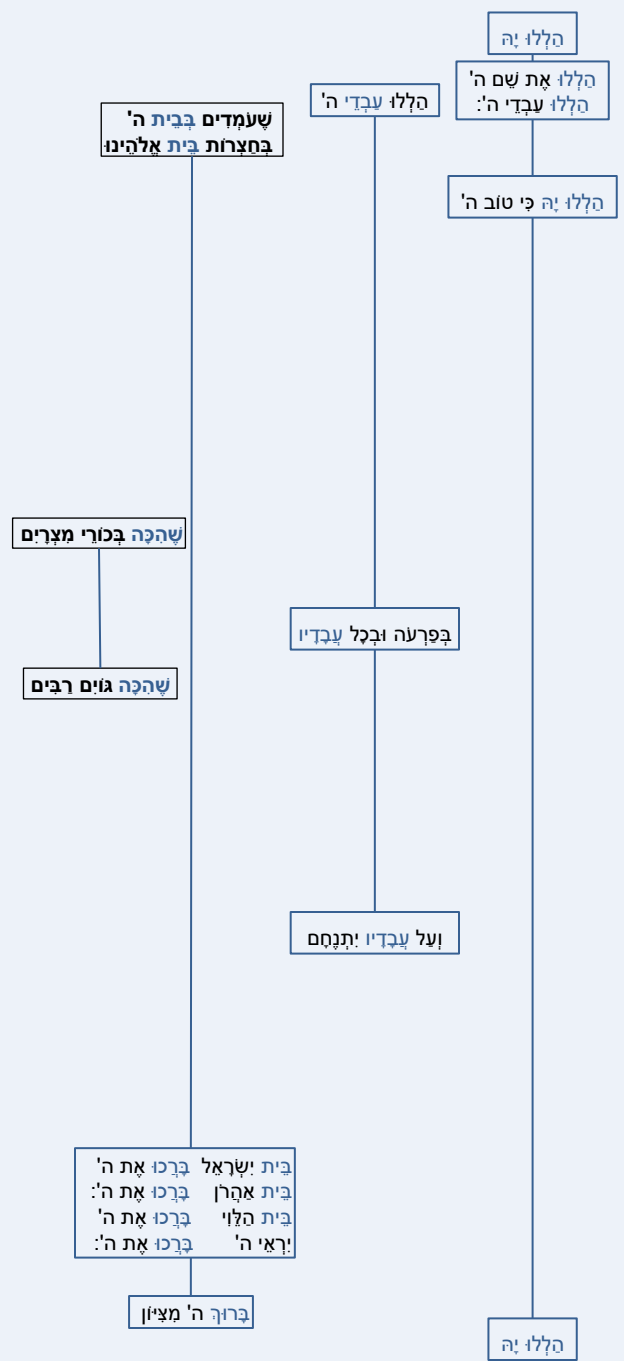 הַלְלוּ יָהּ
הַלְלוּ אֶת שֵׁם ה'
הַלְלוּ עַבְדֵי ה':
הַלְלוּ עַבְדֵי ה'
שֶׁעֹמְדִים בְּבֵית ה'
בְּחַצְרוֹת בֵּית אֱלֹהֵינוּ
הַלְלוּ יָהּ כִּי טוֹב ה'
שֶׁהִכָּה בְּכוֹרֵי מִצְרָיִם
בְּפַרְעֹה וּבְכָל עֲבָדָיו
שֶׁהִכָּה גּוֹיִם רַבִּים
וְעַל עֲבָדָיו יִתְנֶחָם
בֵּית יִשְׂרָאֵל בָּרְכוּ אֶת ה'
בֵּית אַהֲרֹן בָּרְכוּ אֶת ה':
בֵּית הַלֵּוִי בָּרְכוּ אֶת ה'
יִרְאֵי ה' בָּרְכוּ אֶת ה':
בָּרוּךְ ה' מִצִּיּוֹן
הַלְלוּ יָהּ